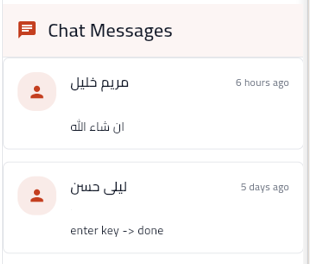 Chat Messages
مريم خليل
6 hours ago
ان شاء الله
ليلى حسن
5 days ago
enter key -> done